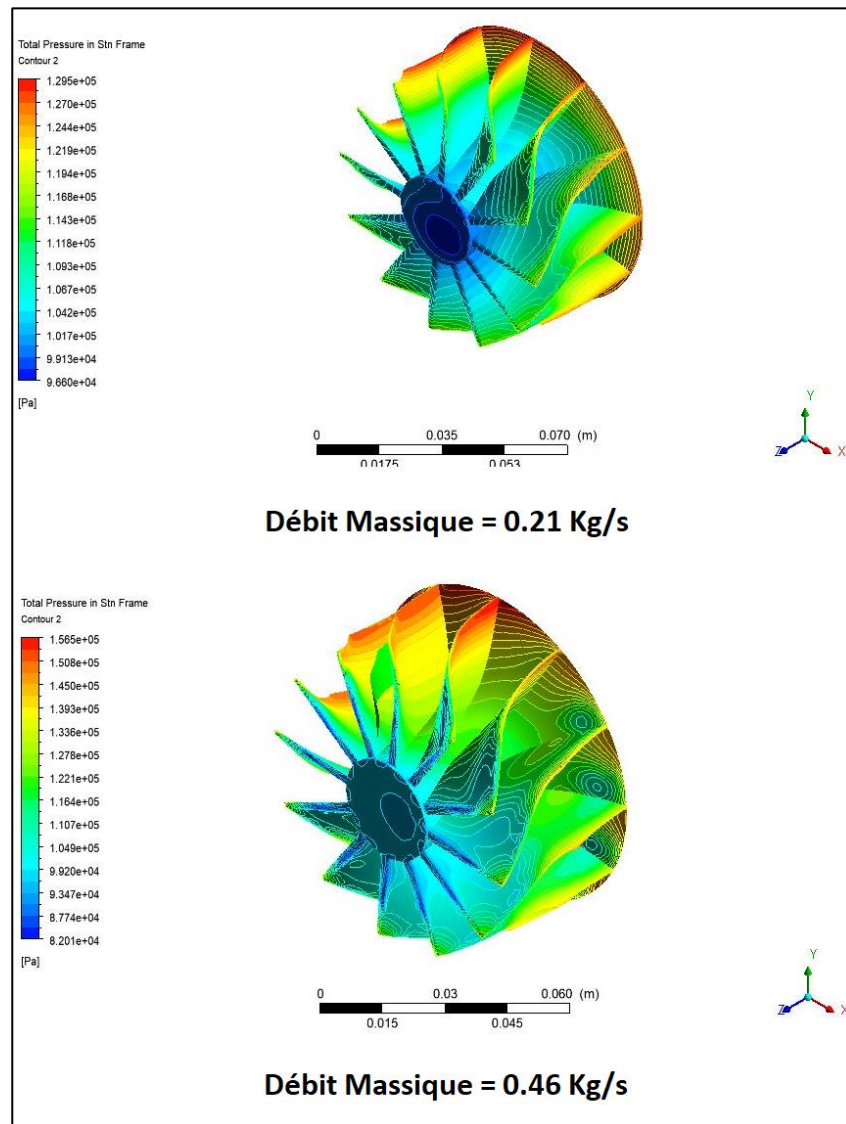 Total Pressure in Stn Frame
Contour 2
1.295e+05
1.270e+05
1.244e+05
1.219e+05
1.194e+05
1.168e+05
1.143e+05
1.118e+05
1.093e+05
1.067e+05
1.042e+05
1.017e+05
9.913e+04
9.660e+04
[Pa]
0 0.035 0.070 (m)
0.0175 0.053
Y
Z X
Débit Massique = 0.21 Kg/s
Total Pressure in Stn Frame
Contour 2
1.565e+05
1.508e+05
1.450e+05
1.393e+05
1.336e+05
1.278e+05
1.221e+05
1.164e+05
1.107e+05
1.049e+05
9.920e+04
9.347e+04
8.774e+04
8.201e+04
[Pa]
0 0.03 0.060 (m)
0.015 0.045
Y
Z X
Débit Massique = 0.46 Kg/s